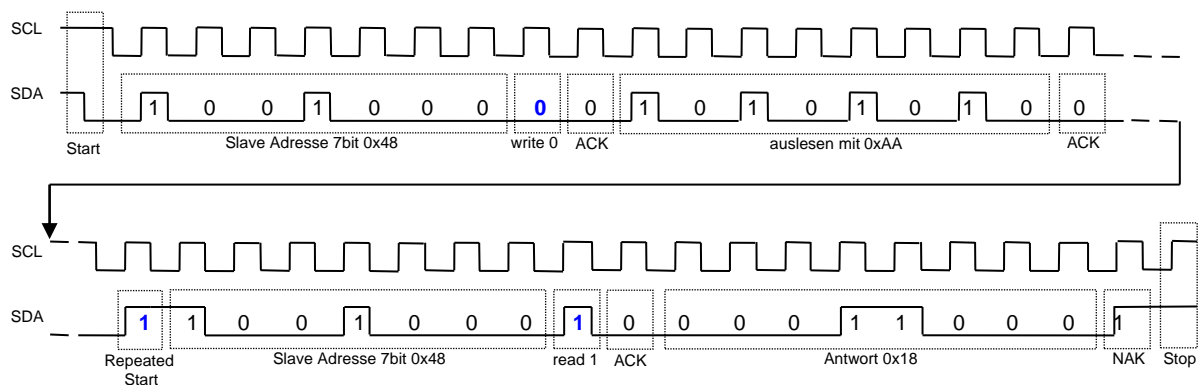 SCL
SDA
1 0 0 1 0 0 0 0 0 1 0 1 0 1 0 1 0 0
Start
Slave Adresse 7bit 0x48
write 0
ACK
auslesen mit 0xAA
ACK
SCL
SDA
1 1 0 0 1 0 0 0 1 0 0 0 0 1 1 0 0 0 1
Repeated
Start
Slave Adresse 7bit 0x48
read 1
ACK
Antwort 0x18
NAK
Stop